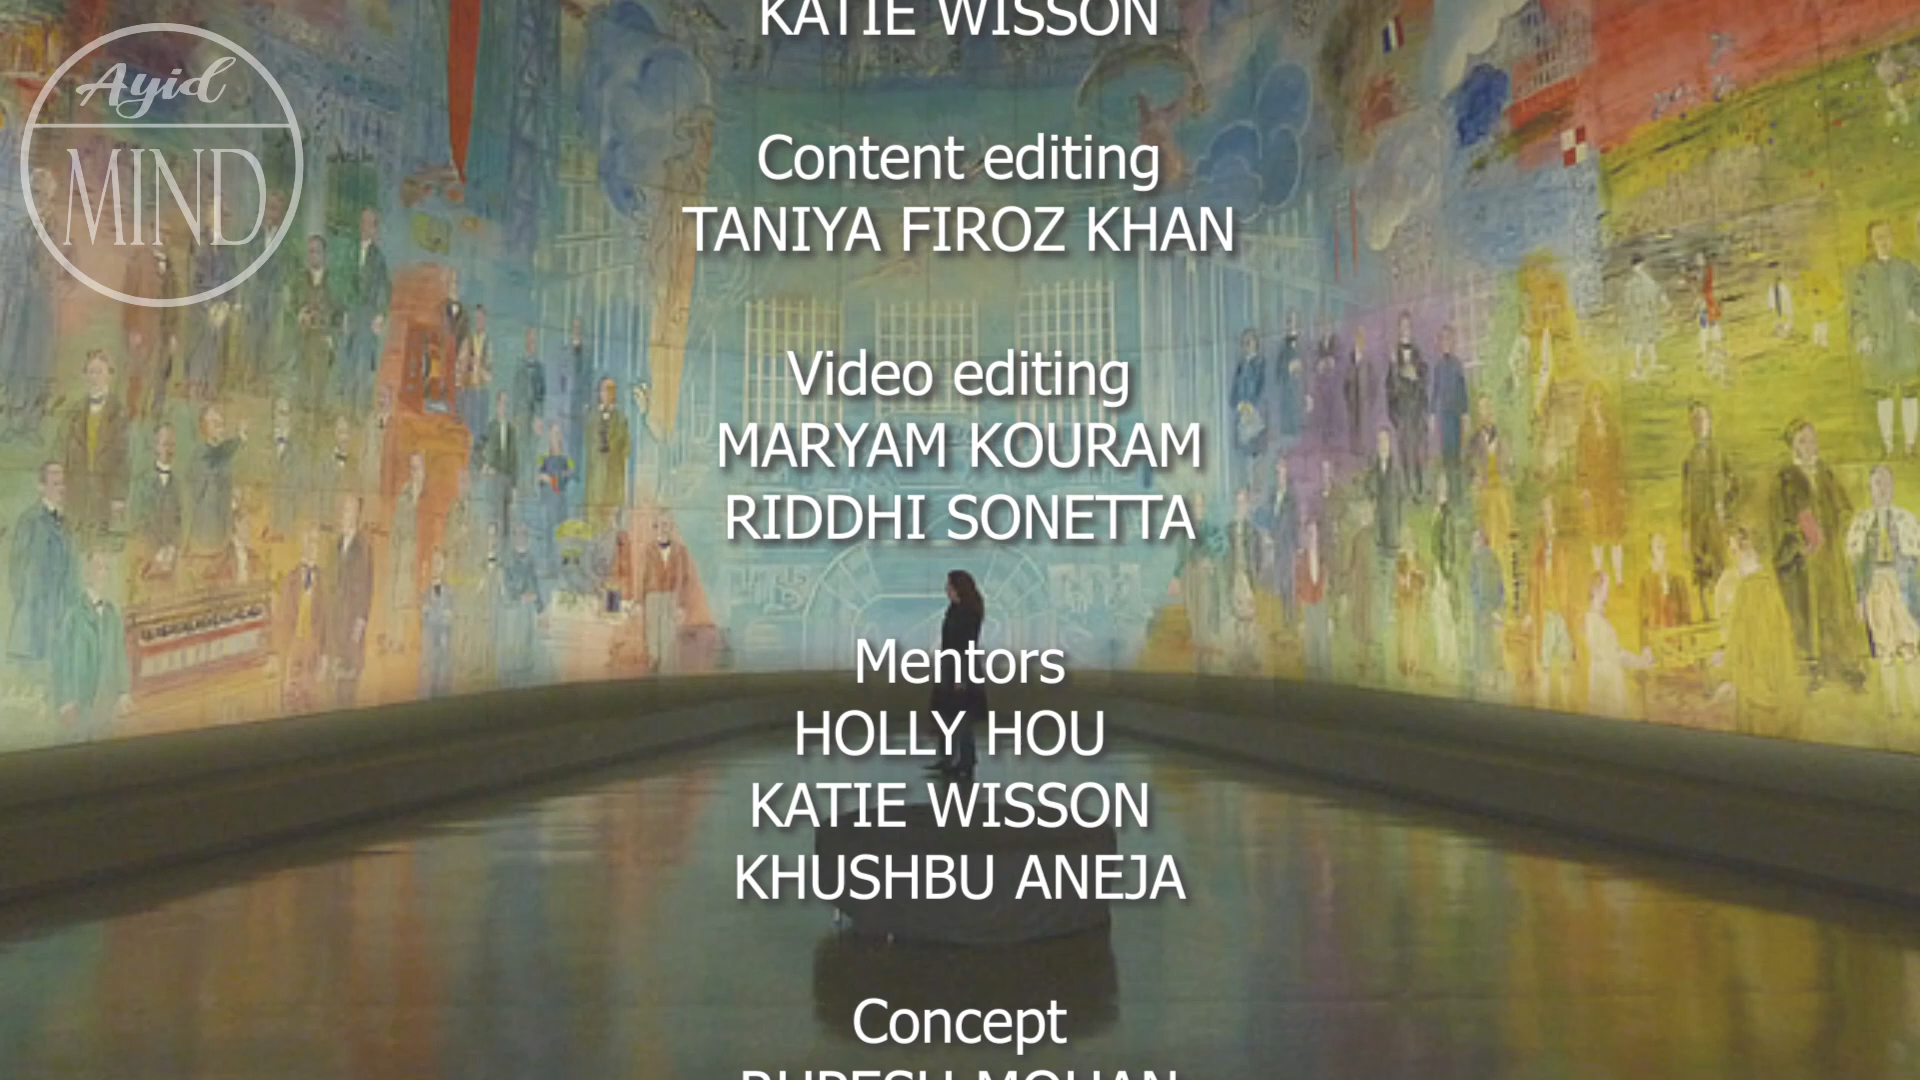 Ayid
MIND
KATIE WISSON
Content editing
TANIYA FIROZ KHAN
Video editing
MARYAM KOURAM
RIDDHI SONETTA
Mentors
HOLLY HOU
KATIE WISSON
KHUSHBU ANEJA
Concept